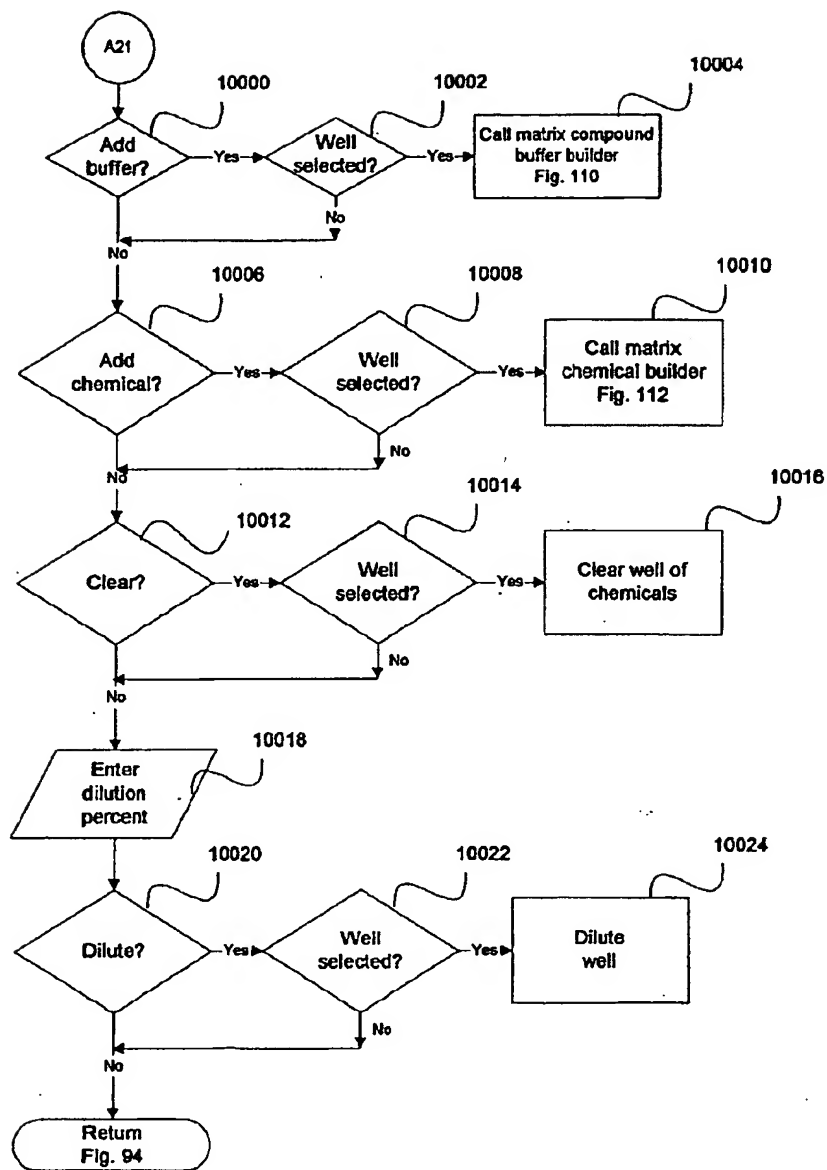 A21
10000
10002
10004
Add
buffer?
Yes
Well
selected?
Yes
Call matrix compound
buffer builder
Fig. 110
No
No
10006
10008
10010
Add
chemical?
Yes
Well
selected?
Yes
Call matrix
chemical builder
Fig. 112
No
No
10012
10014
10016
Clear?
Yes
Well
selected?
Yes
Clear well of
chemicals
No
No
10018
Enter
dilution
percent
10020
10022
10024
Dilute?
Yes
Well
selected?
Yes
Dilute
well
No
No
Return
Fig. 94